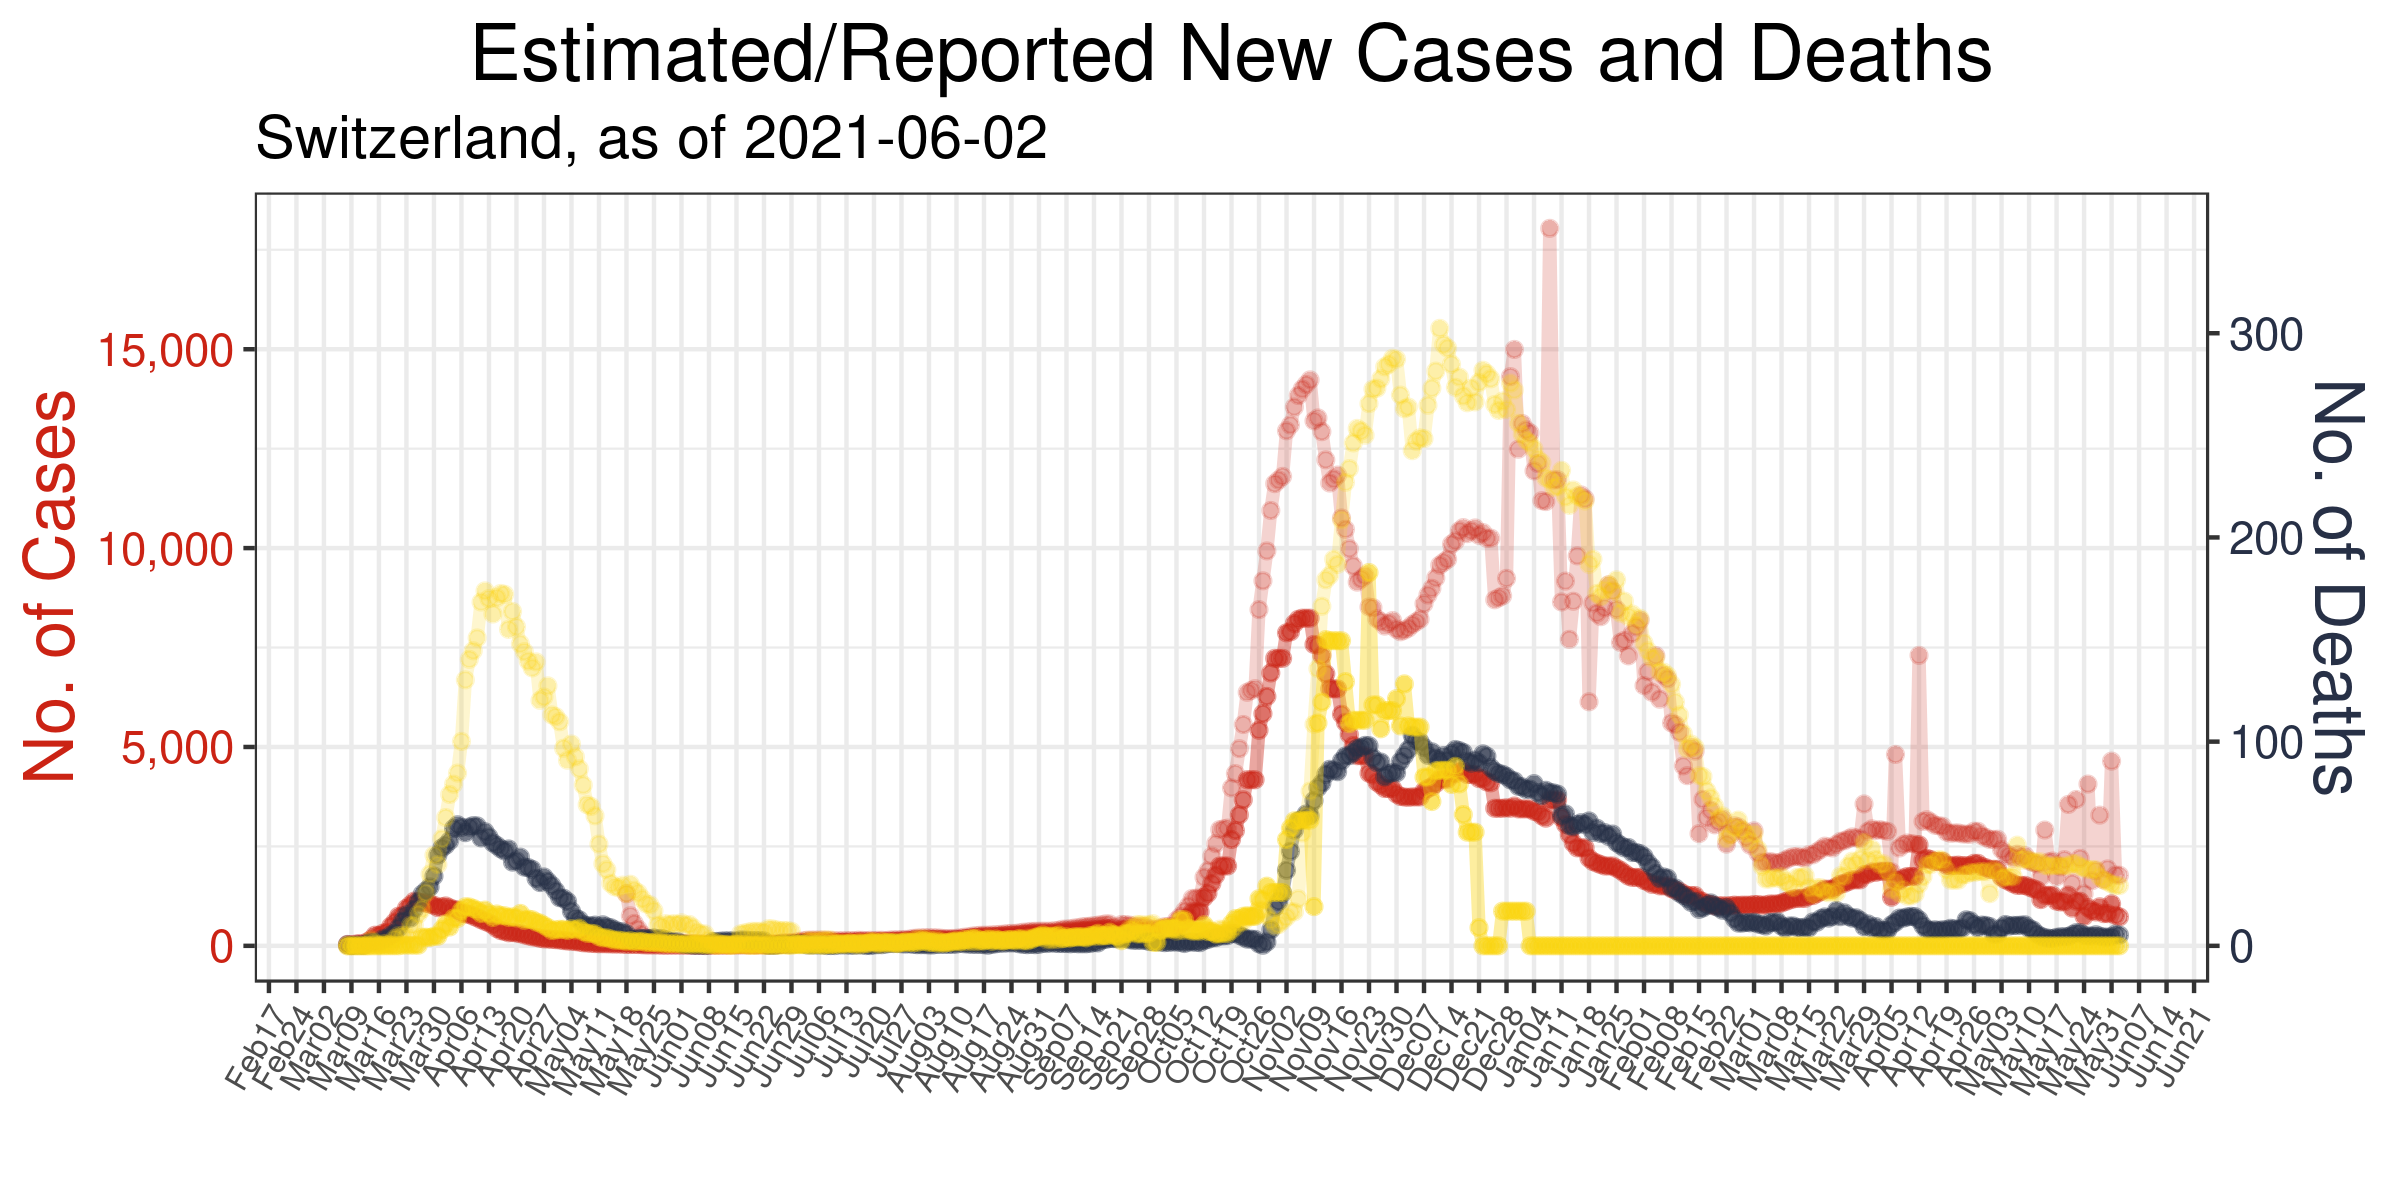 Estimated/Reported New Cases and Deaths
Switzerland, as of 2021-06-02
No. of Cases
15,000
10,000
5,000
0
300
200
100
0
No. of Deaths
Feb17
Feb24
Mar02
Mar09
Mar16
Mar23
Mar30
Apr06
Apr13
Apr20
Apr27
May04
May11
May18
May25
Jun01
Jun08
Jun15
Jun22
Jun29
Jul06
Jul13
Jul20
Jul27
Aug03
Aug10
Aug17
Aug24
Aug31
Sep07
Sep14
Sep21
Sep28
Oct05
Oct12
Oct19
Oct26
Nov02
Nov09
Nov16
Nov23
Nov30
Dec07
Dec14
Dec21
Dec28
Jan04
Jan11
Jan18
Jan25
Feb01
Feb08
Feb15
Feb22
Mar01
Mar08
Mar15
Mar22
Mar29
Apr05
Apr12
Apr19
Apr26
May03
May10
May17
May24
May31
Jun07
Jun14
Jun21